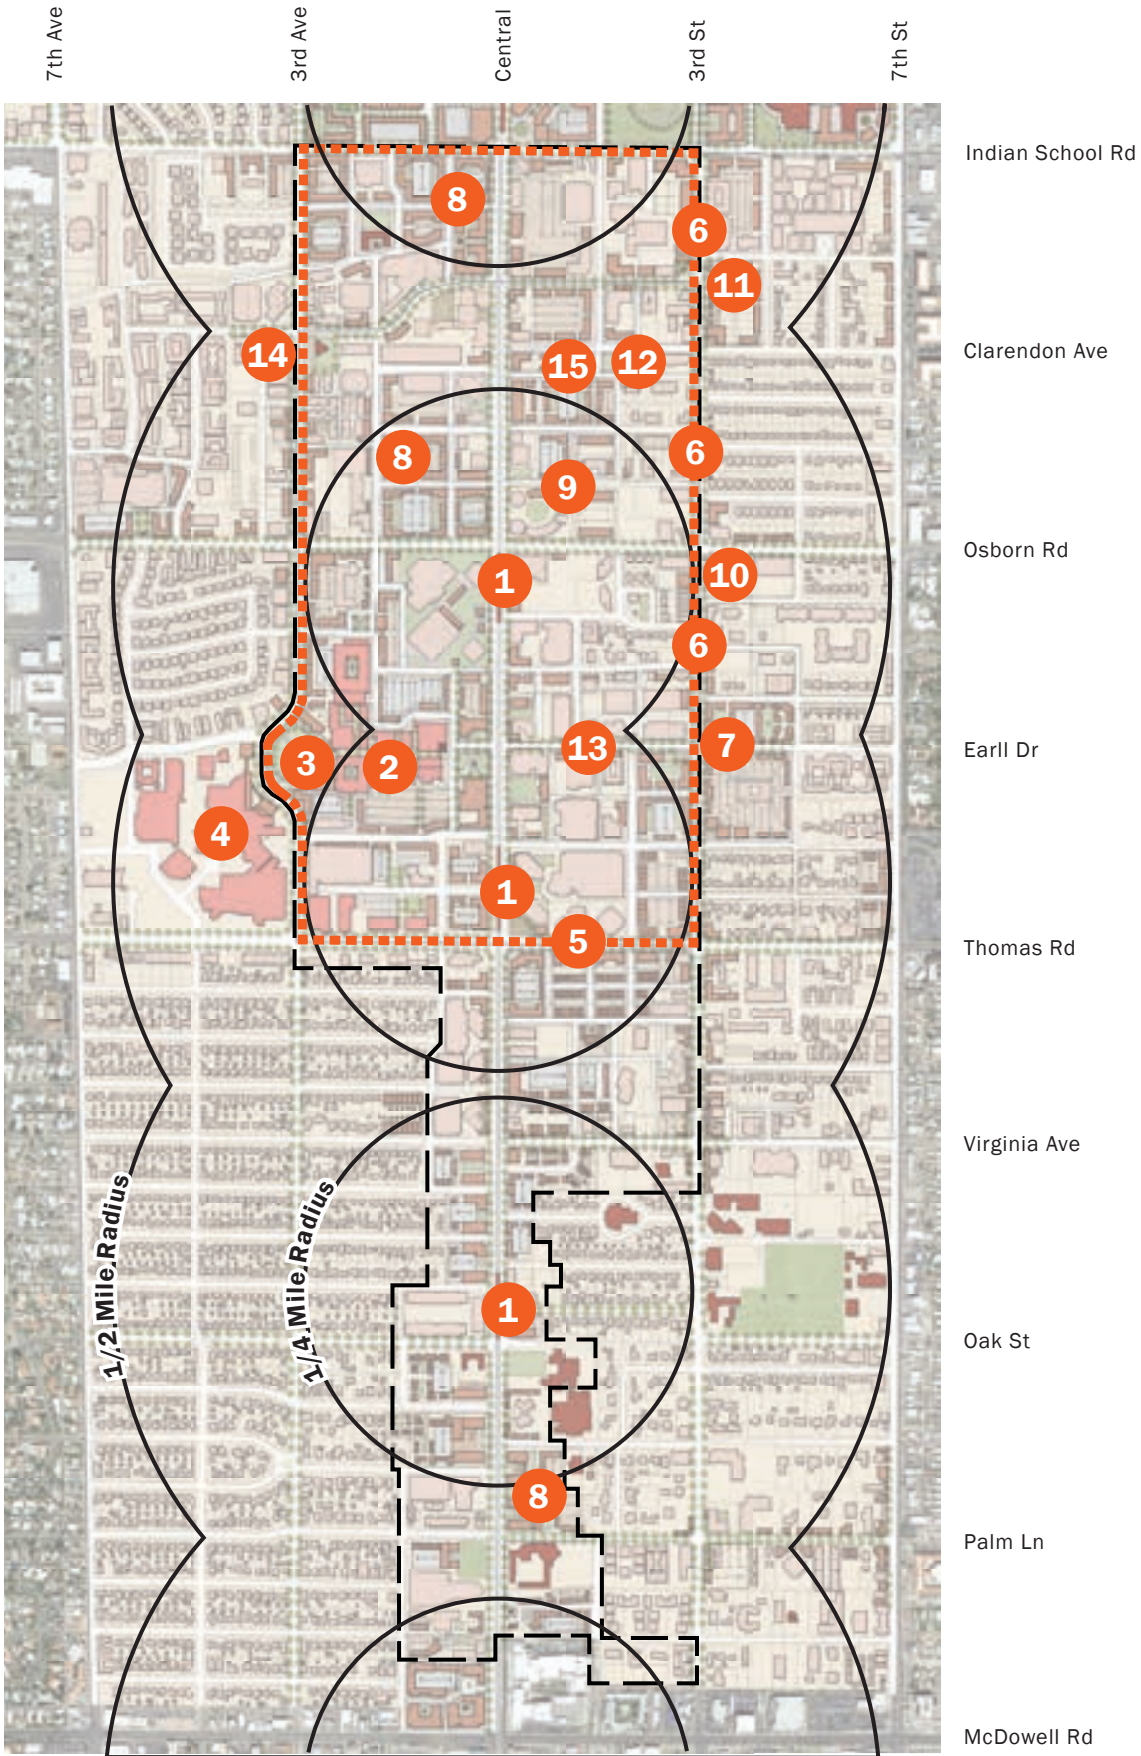 7th Ave
3rd Ave
Central
3rd St
7th St
Indian School Rd
8
6
11
Clarendon Ave
14
15
12
8
6
9
Osborn Rd
1
10
6
Earll Dr
3
2
13
7
4
1
5
Thomas Rd
Virginia Ave
1/2 Mile Radius
1/4 Mile Radius
1
Oak St
8
Palm Ln
McDowell Rd